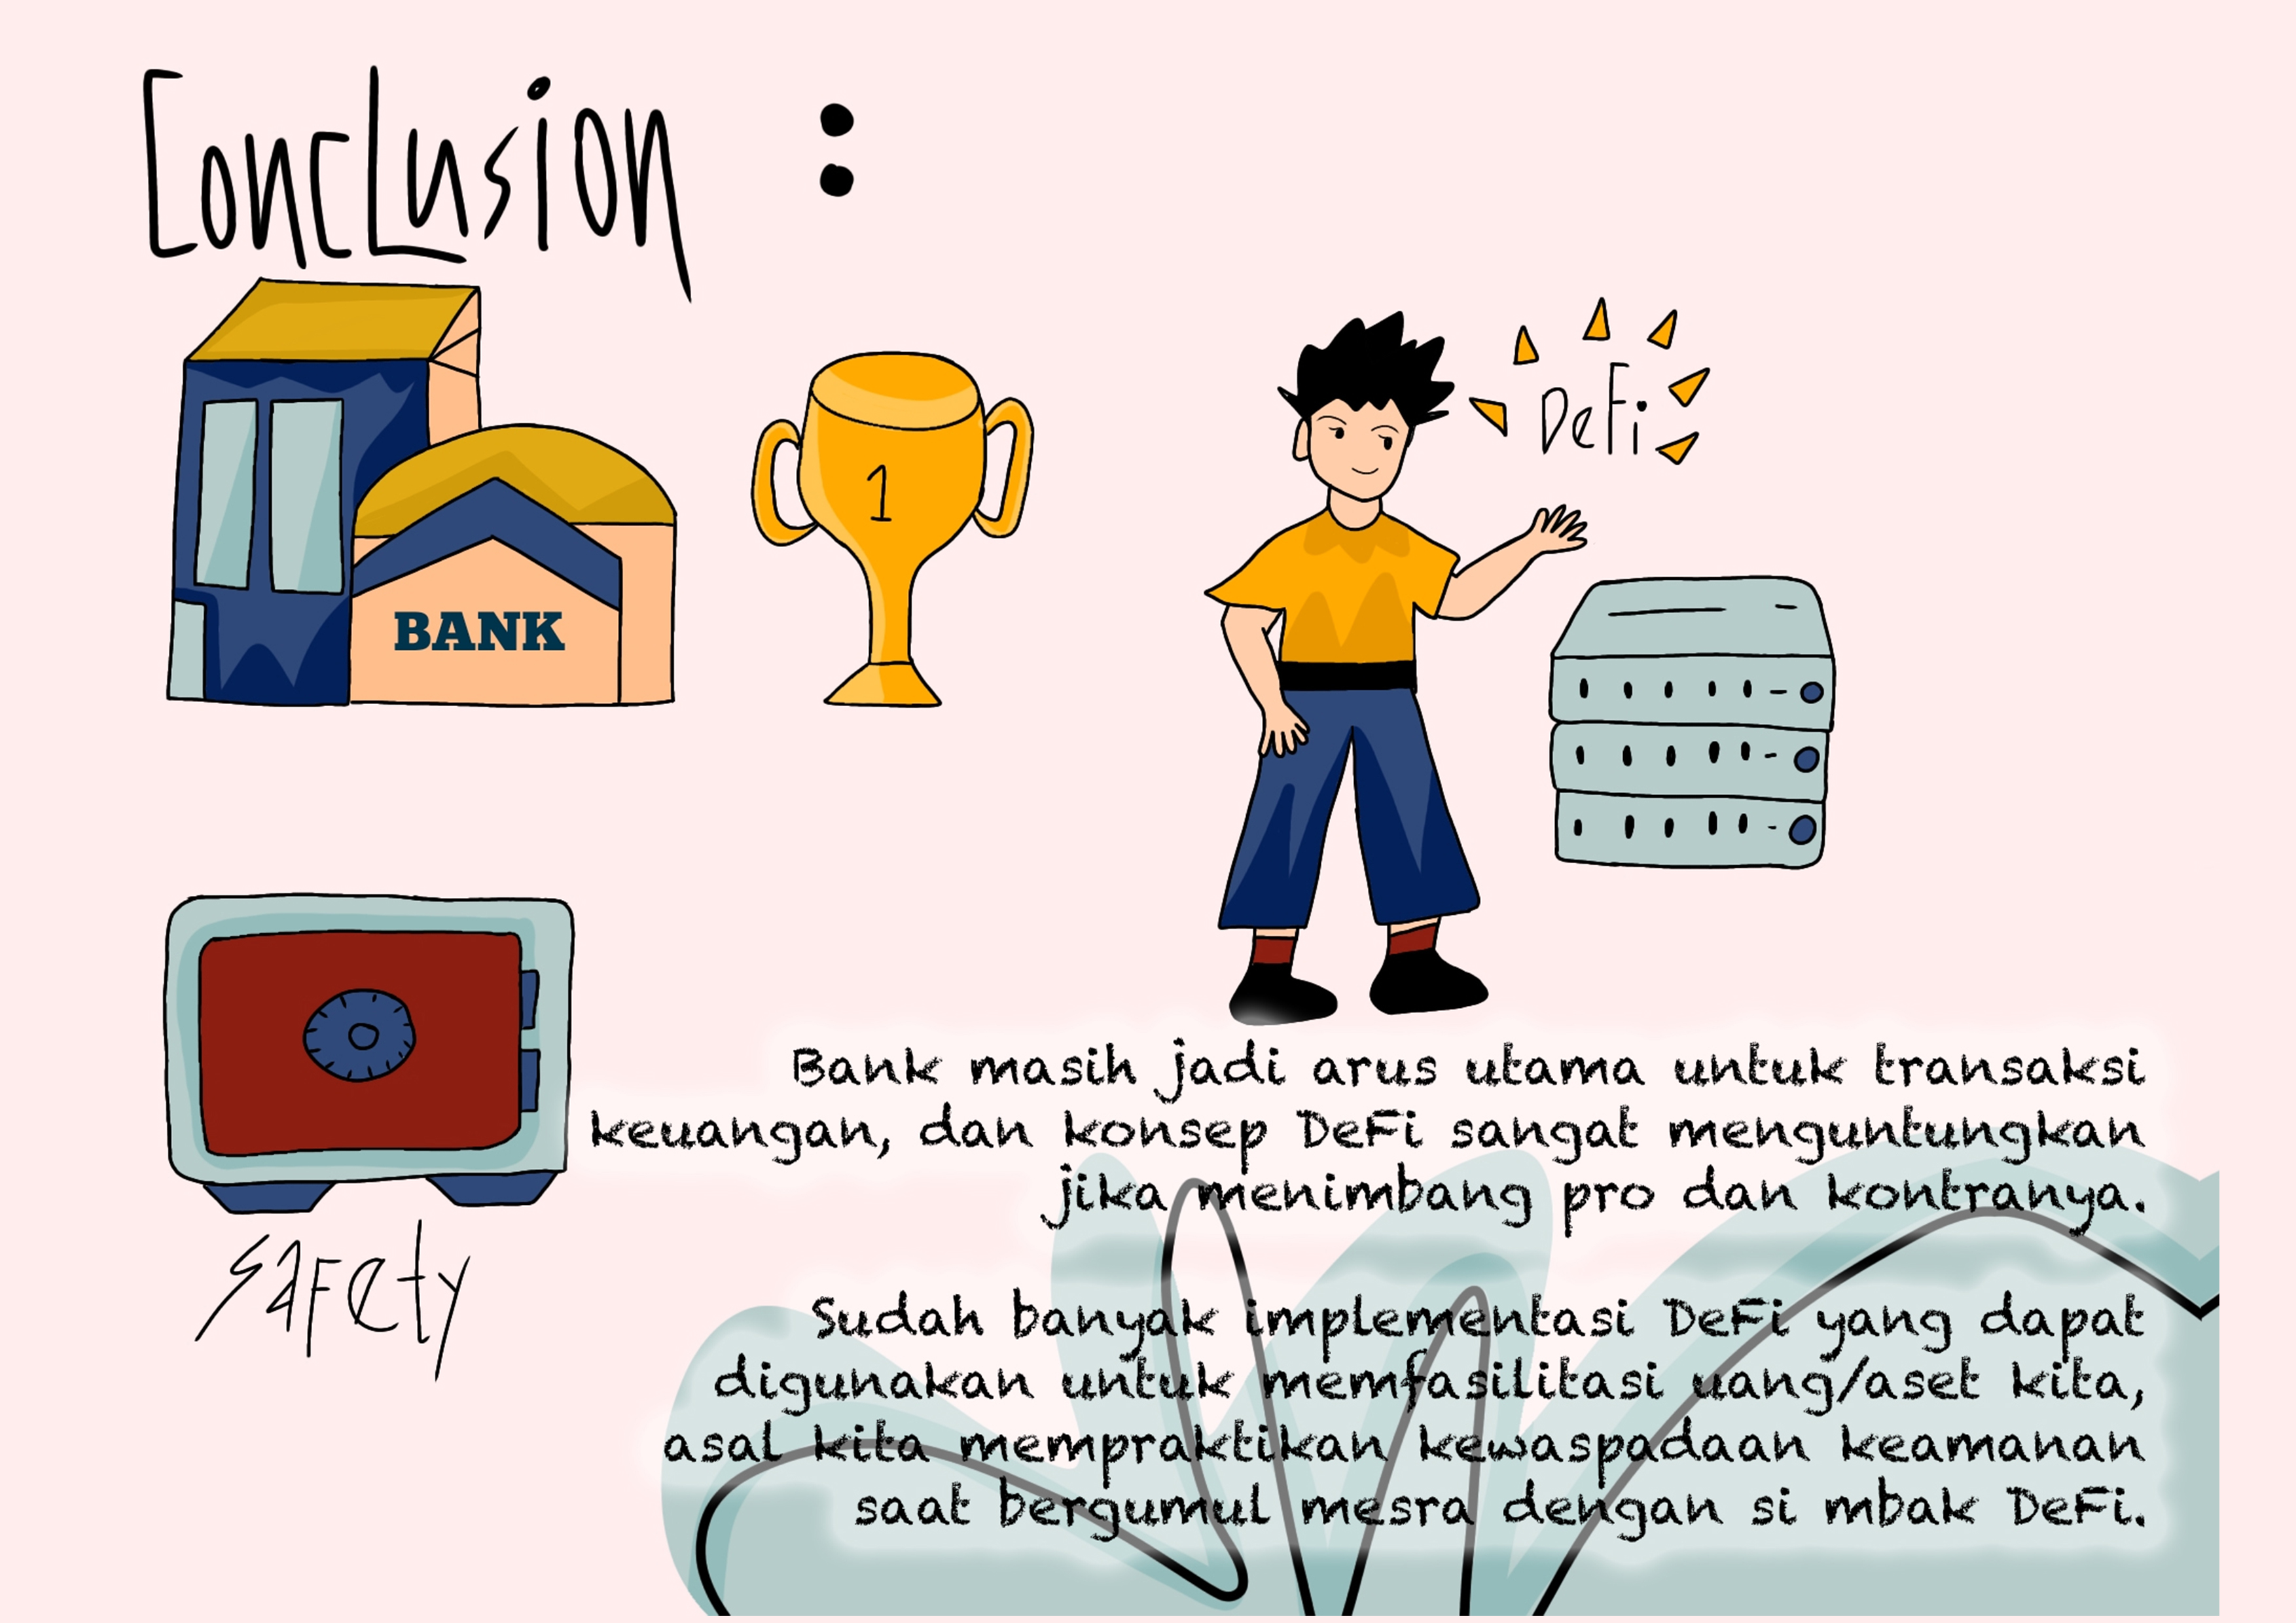 Conclusion :
DeFi
1
BANK
Safety
Bank masih jadi arus utama untuk transaksi
keuangan, dan konsep DeFi sangat menguntungkan
jika menimbang pro dan kontranya.
Sudah banyak implementasi DeFi yang dapat
digunakan untuk memfasilitasi uang/aset kita,
asal kita mempraktikan kewaspadaan keamanan
saat bergumul mesra dengan si mbak DeFi.